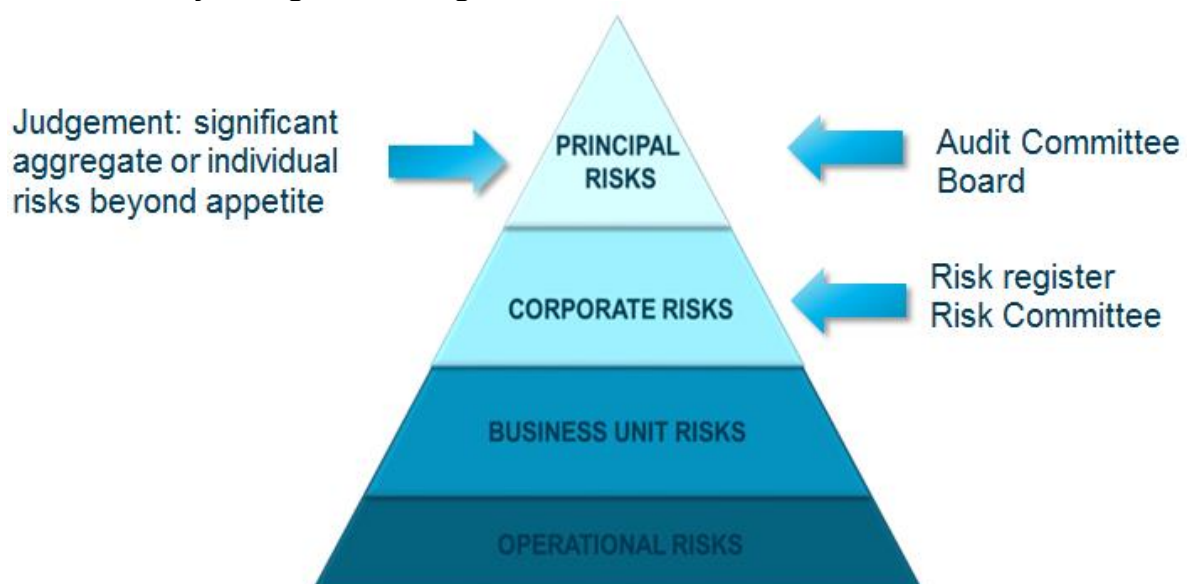 Judgement: significant
aggregate or individual
risks beyond appetite
PRINCIPAL
RISKS
Audit Committee
Board
CORPORATE RISKS
Risk register
Risk Committee
BUSINESS UNIT RISKS
OPERATIONAL RISKS